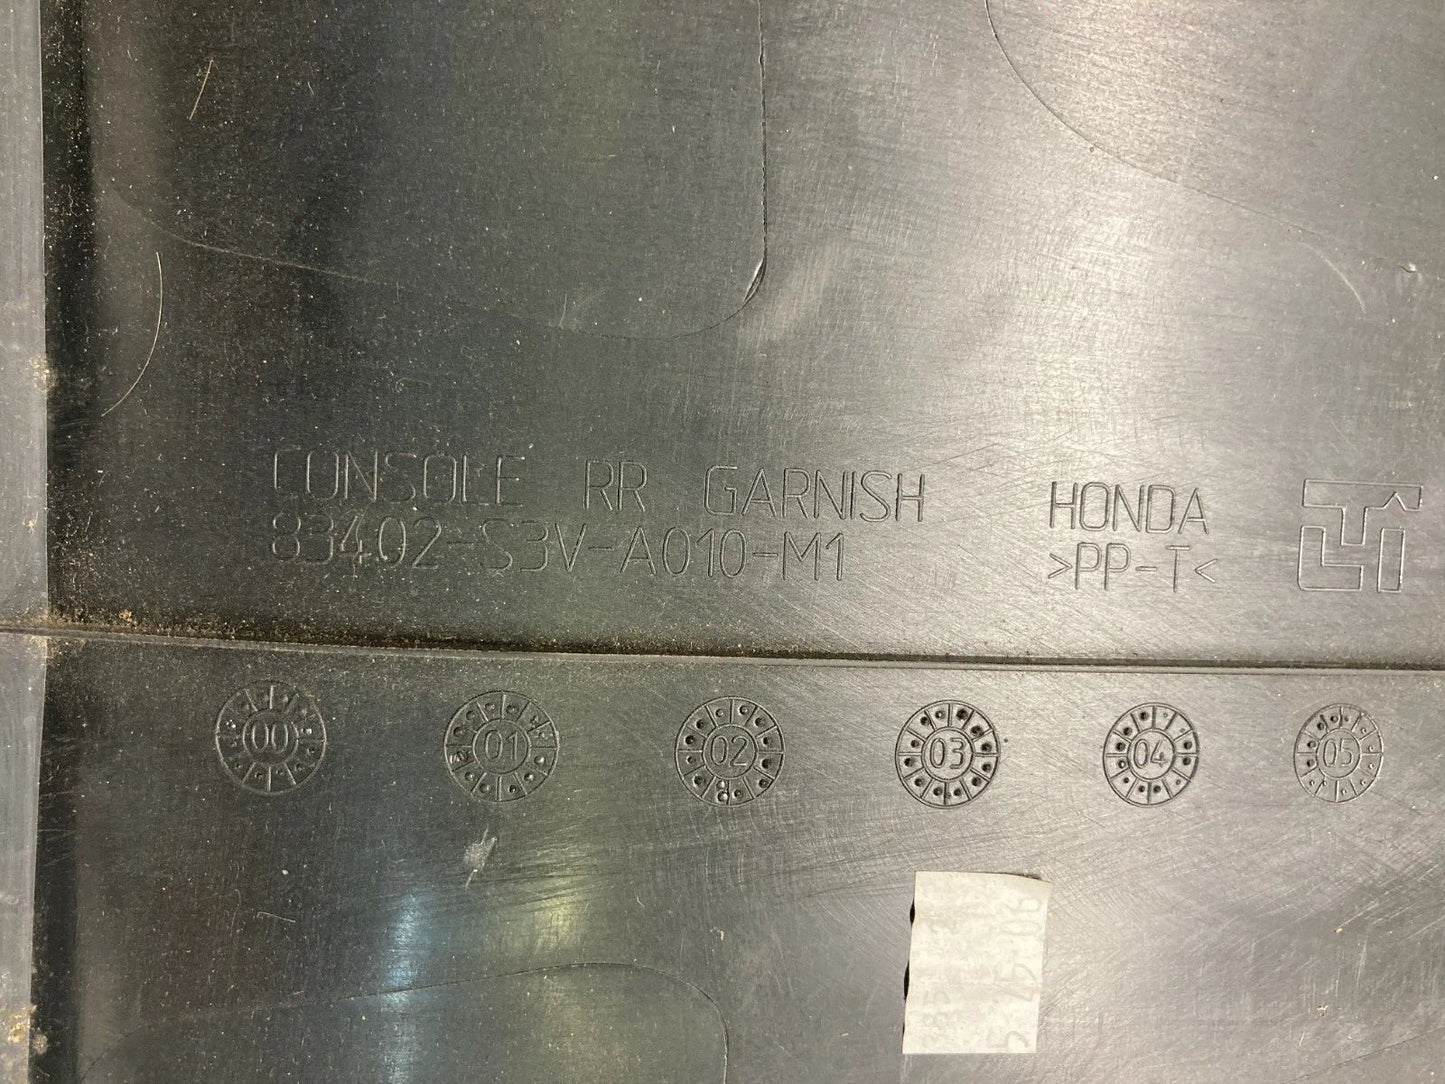 CONSOLE RR GARNISH
83402-S3V-A010-M1
HONDA
>PP-T<
00 01 02 03 04 05